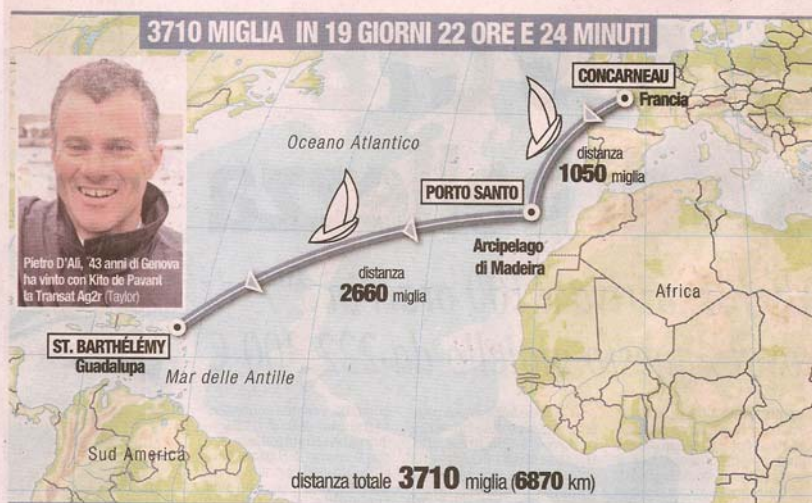 3710 MIGLIA IN 19 GIORNI 22 ORE E 24 MINUTI
CONCARNEAU
Francia
Oceano Atlantico
distanza
1050 miglia
PORTO SANTO
Arcipelago
di Madeira
Pietro D'Alì, 43 anni di Genova
ha vinto con Kito de Pavant
la Transat Ag2r (Taylor)
distanza
2660 miglia
Africa
ST. BARTHÉLÉMY
Guadalupa
Mar delle Antille
Sud America
distanza totale 3710 miglia (6870 km)